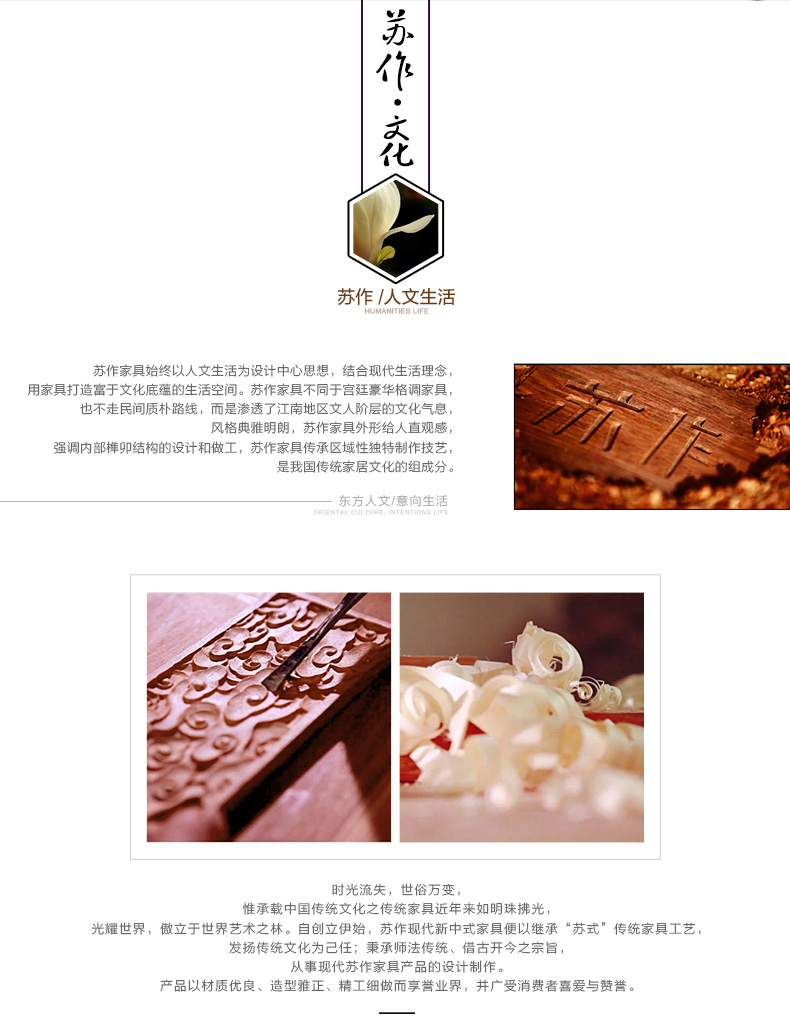 苏作·文化
苏作 /人文生活
HUMANITIES LIFE
苏作家具始终以人文生活为设计中心思想，结合现代生活理念，
用家具打造富于文化底蕴的生活空间。苏作家具不同于宫廷豪华格调家具，
也不走民间质朴路线，而是渗透了江南地区文人阶层的文化气息，
风格典雅明朗，苏作家具外形给人直观感，
强调内部榫卯结构的设计和做工，苏作家具传承区域性独特制作技艺，
是我国传统家居文化的组成分。
苏作
东方人文/意向生活
ORIENTAL CULTURE, INTENTIONS LIFE
时光流失，世俗万变，
惟承载中国传统文化之传统家具近年来如明珠拂光，
光耀世界，傲立于世界艺术之林。自创立伊始，苏作现代新中式家具便以继承“苏式”传统家具工艺，
发扬传统文化为己任；秉承师法传统、借古开今之宗旨，
从事现代苏作家具产品的设计制作。
产品以材质优良、造型雅正、精工细做而享誉业界，并广受消费者喜爱与赞誉。